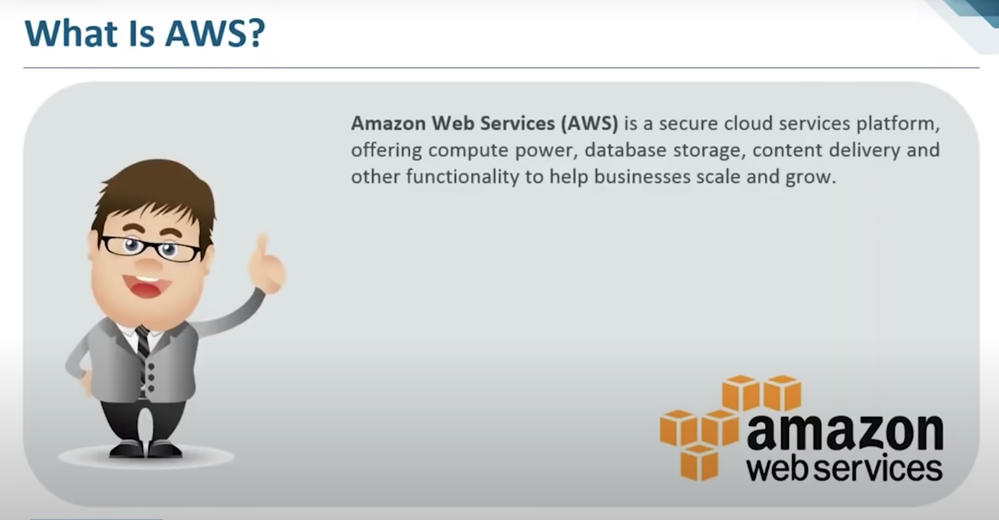 What Is AWS?
Amazon Web Services (AWS) is a secure cloud services platform,
offering compute power, database storage, content delivery and
other functionality to help businesses scale and grow.
amazon
web services